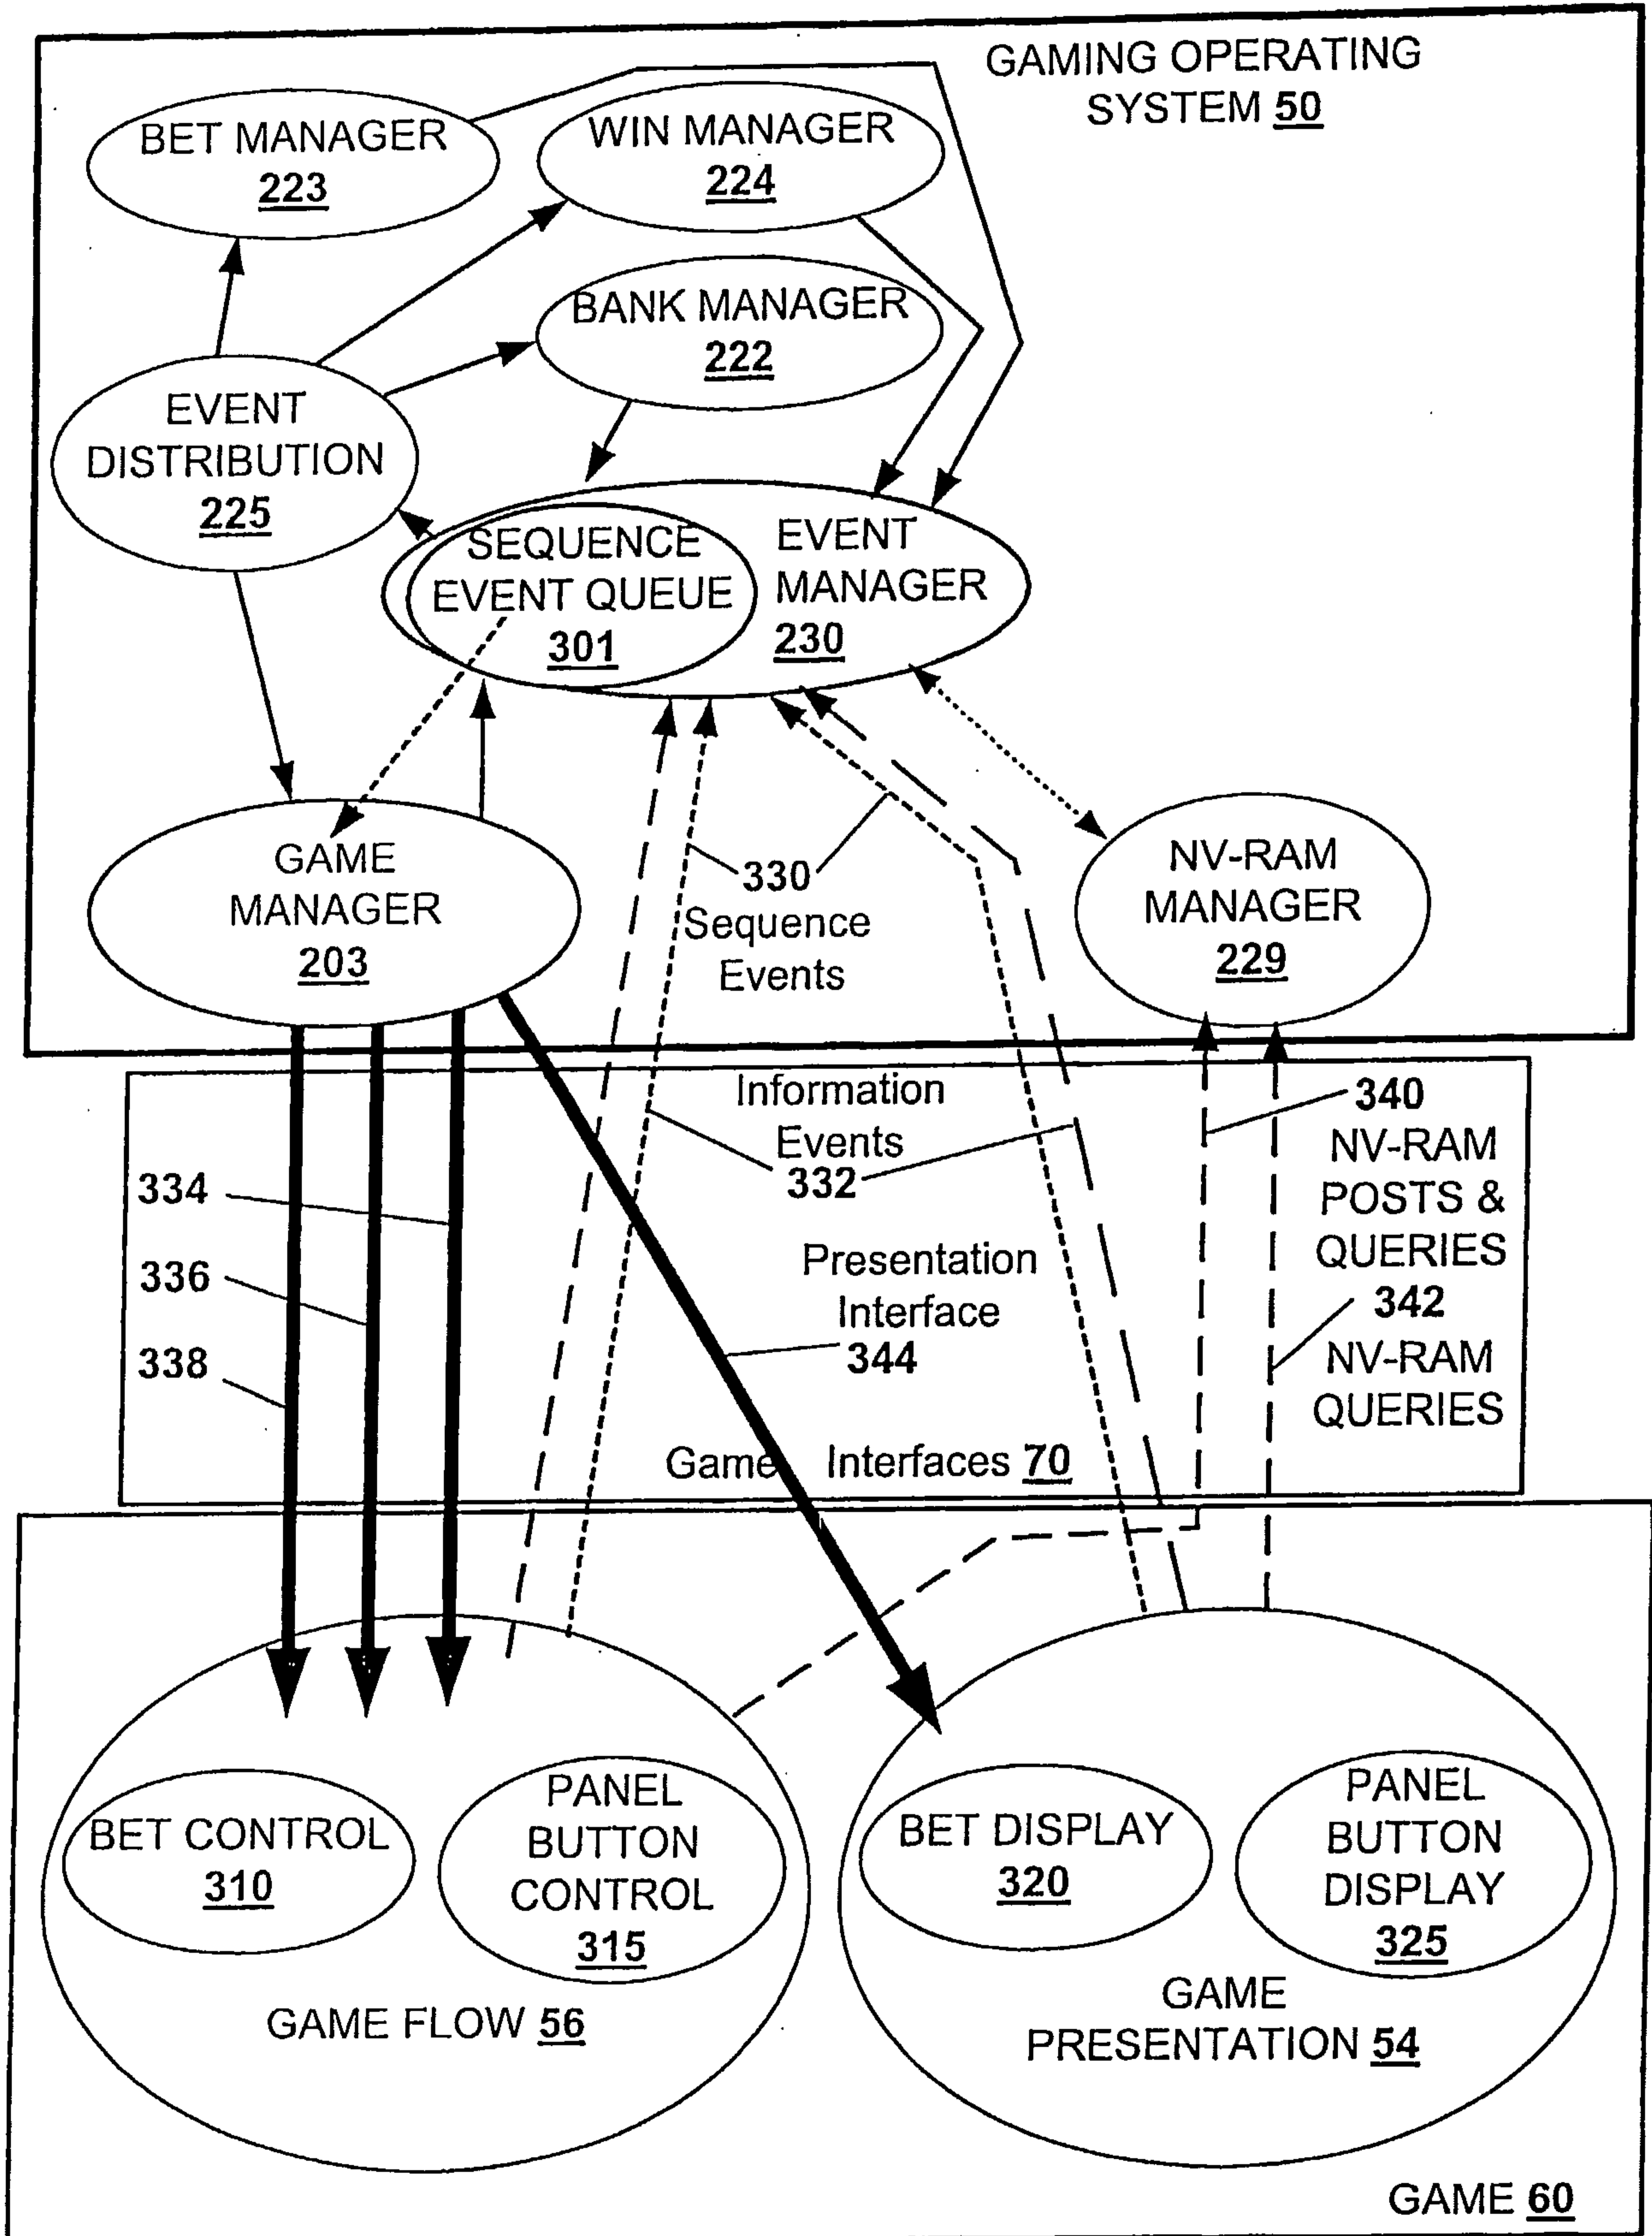 GAMING OPERATING
SYSTEM 50
BET MANAGER
223
WIN MANAGER
224
BANK MANAGER
222
EVENT
DISTRIBUTION
225
SEQUENCE
EVENT QUEUE
301
EVENT
MANAGER
230
GAME
MANAGER
203
330
Sequence
Events
NV-RAM
MANAGER
229
Information
Events
332
340
NV-RAM
POSTS &
QUERIES
342
NV-RAM
QUERIES
334
336
338
Presentation
Interface
344
Game Interfaces 70
BET CONTROL
310
PANEL
BUTTON
CONTROL
315
GAME FLOW 56
BET DISPLAY
320
PANEL
BUTTON
DISPLAY
325
GAME
PRESENTATION 54
GAME 60